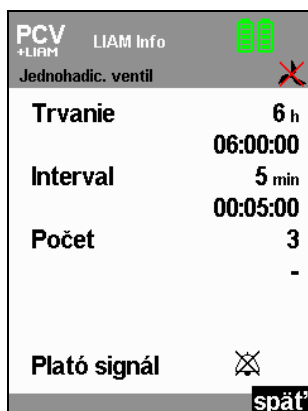 PCV LIAM Info
+LIAM
Jednohadic. ventil
Trvanie 6 h
06:00:00
Interval 5 min
00:05:00
Počet 3
-
Plató signál
späť